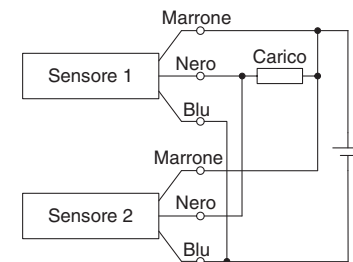 Marrone
Nero
Carico
Sensore 1
Blu
Marrone
Nero
Sensore 2
Blu